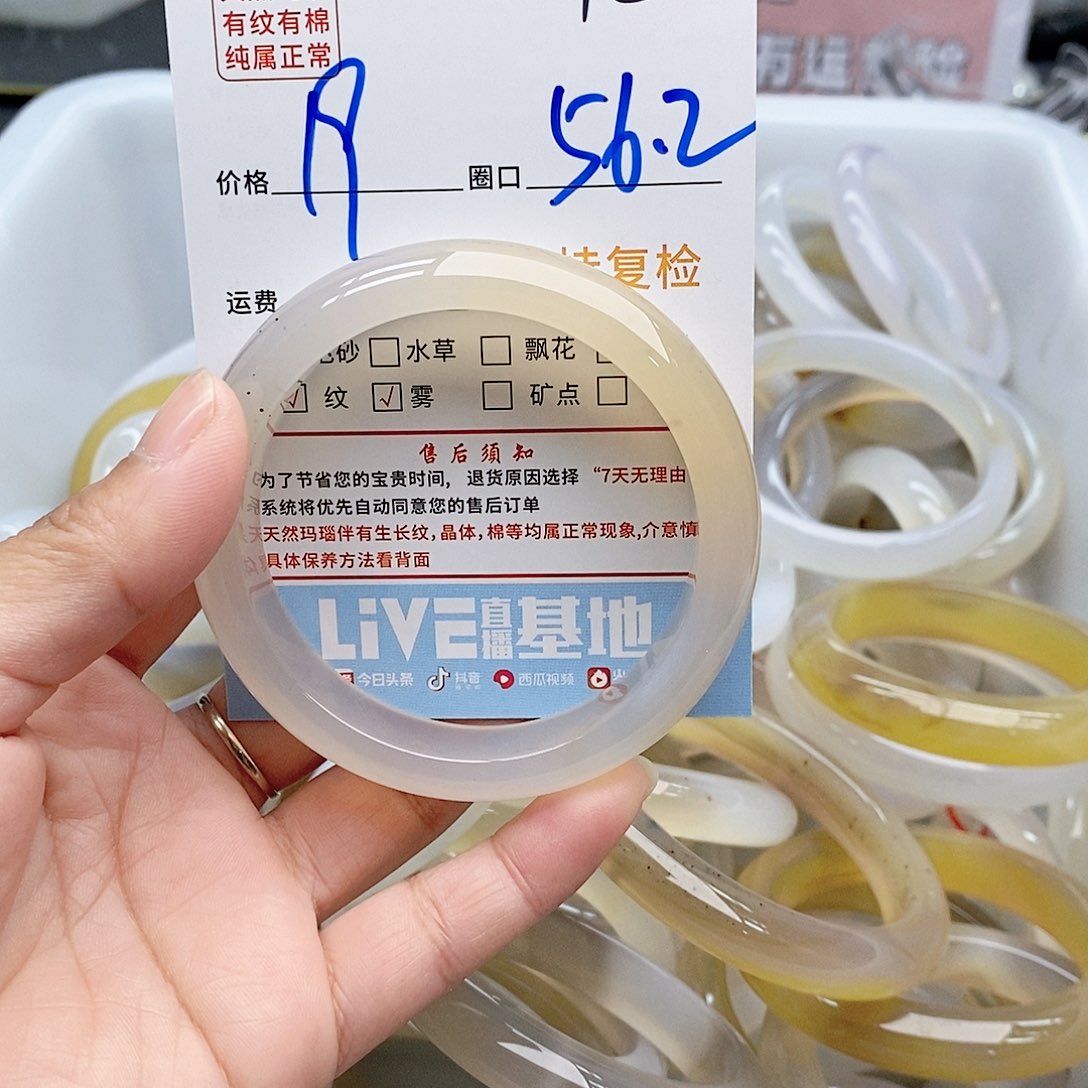 有纹有棉
纯属正常
价格 圈口 56.2
复检
运费
砂 水草 飘花
纹 雾 矿点
售后须知
为了节省您的宝贵时间, 退货原因选择 “7天无理由
系统将优先自动同意您的售后订单
天然玛瑙伴有生长纹,晶体,棉等均属正常现象,介意慎
具体保养方法看背面
LiVE直播基地
今日头条 抖音 西瓜视频